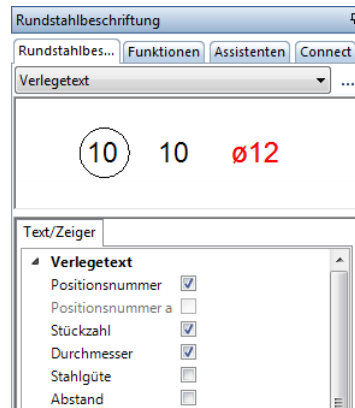 Rundstahlbeschriftung
Rundstahlbes... Funktionen Assistenten Connect
Verlegetext ...
10 10 ø12
Text/Zeiger
Verlegetext
Positionsnummer
Positionsnummer a
Stückzahl
Durchmesser
Stahlgüte
Abstand